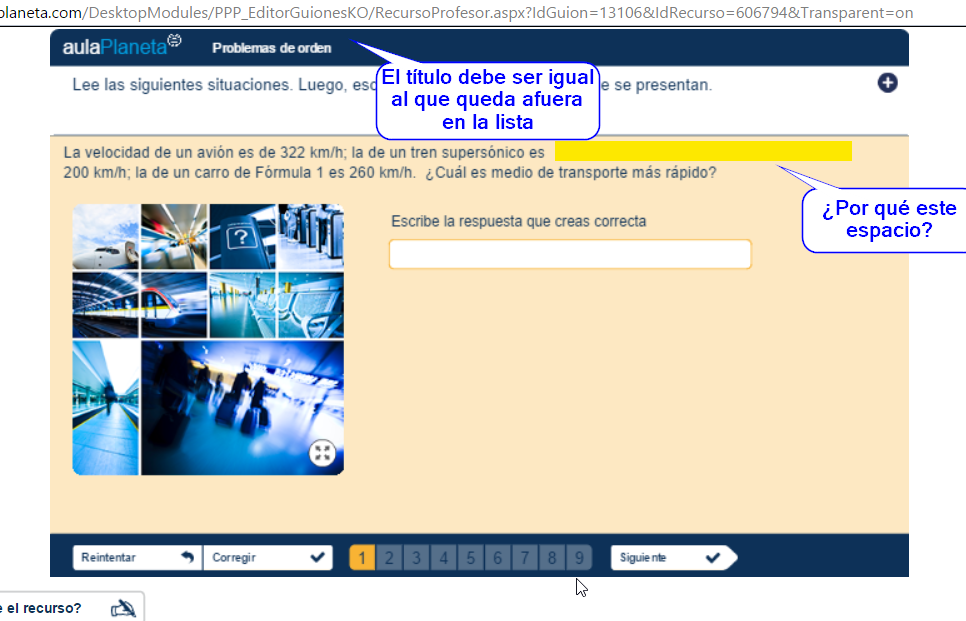 planeta.com/DesktopModules/PPP_EditorGuionesKO/RecursoProfesor.aspx?IdGuion=13106&IdRecurso=606794&Transparent=on
aulaPlaneta Problemas de orden
El título debe ser igual
al que queda afuera
en la lista
Lee las siguientes situaciones. Luego, esc
e se presentan.
La velocidad de un avión es de 322 km/h; la de un tren supersónico es
200 km/h; la de un carro de Fórmula 1 es 260 km/h. ¿Cuál es medio de transporte más rápido?
¿Por qué este
espacio?
?
Escribe la respuesta que creas correcta
Reintentar Corregir 1 2 3 4 5 6 7 8 9 Siguiente
e el recurso?